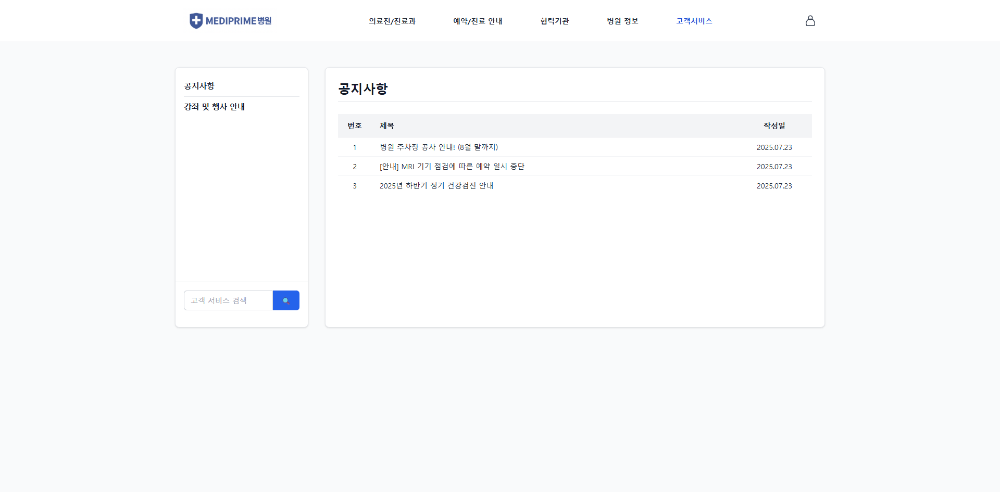 MEDIPRIME병원
의료진/진료과 예약/진료 안내 협력기관 병원 정보 고객서비스
공지사항
강좌 및 행사 안내
고객 서비스 검색
공지사항
번호 제목 작성일
1 병원 주차장 공사 안내! (8월 말까지) 2025.07.23
2 [안내] MRI 기기 점검에 따른 예약 일시 중단 2025.07.23
3 2025년 하반기 정기 건강검진 안내 2025.07.23